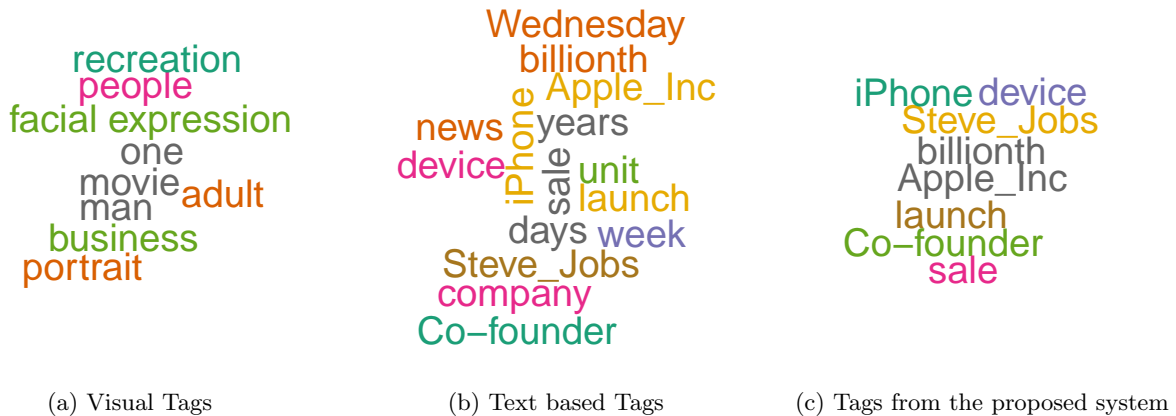 recreation
people
facial expression
one
movie
adult
man
business
portrait
(a) Visual Tags
Wednesday
billionth
Apple_Inc
iPhone
years
news
device
sale
unit
launch
days
week
Steve_Jobs
company
Co−founder
(b) Text based Tags
iPhone device
Steve_Jobs
billionth
Apple_Inc
launch
Co−founder
sale
(c) Tags from the proposed system